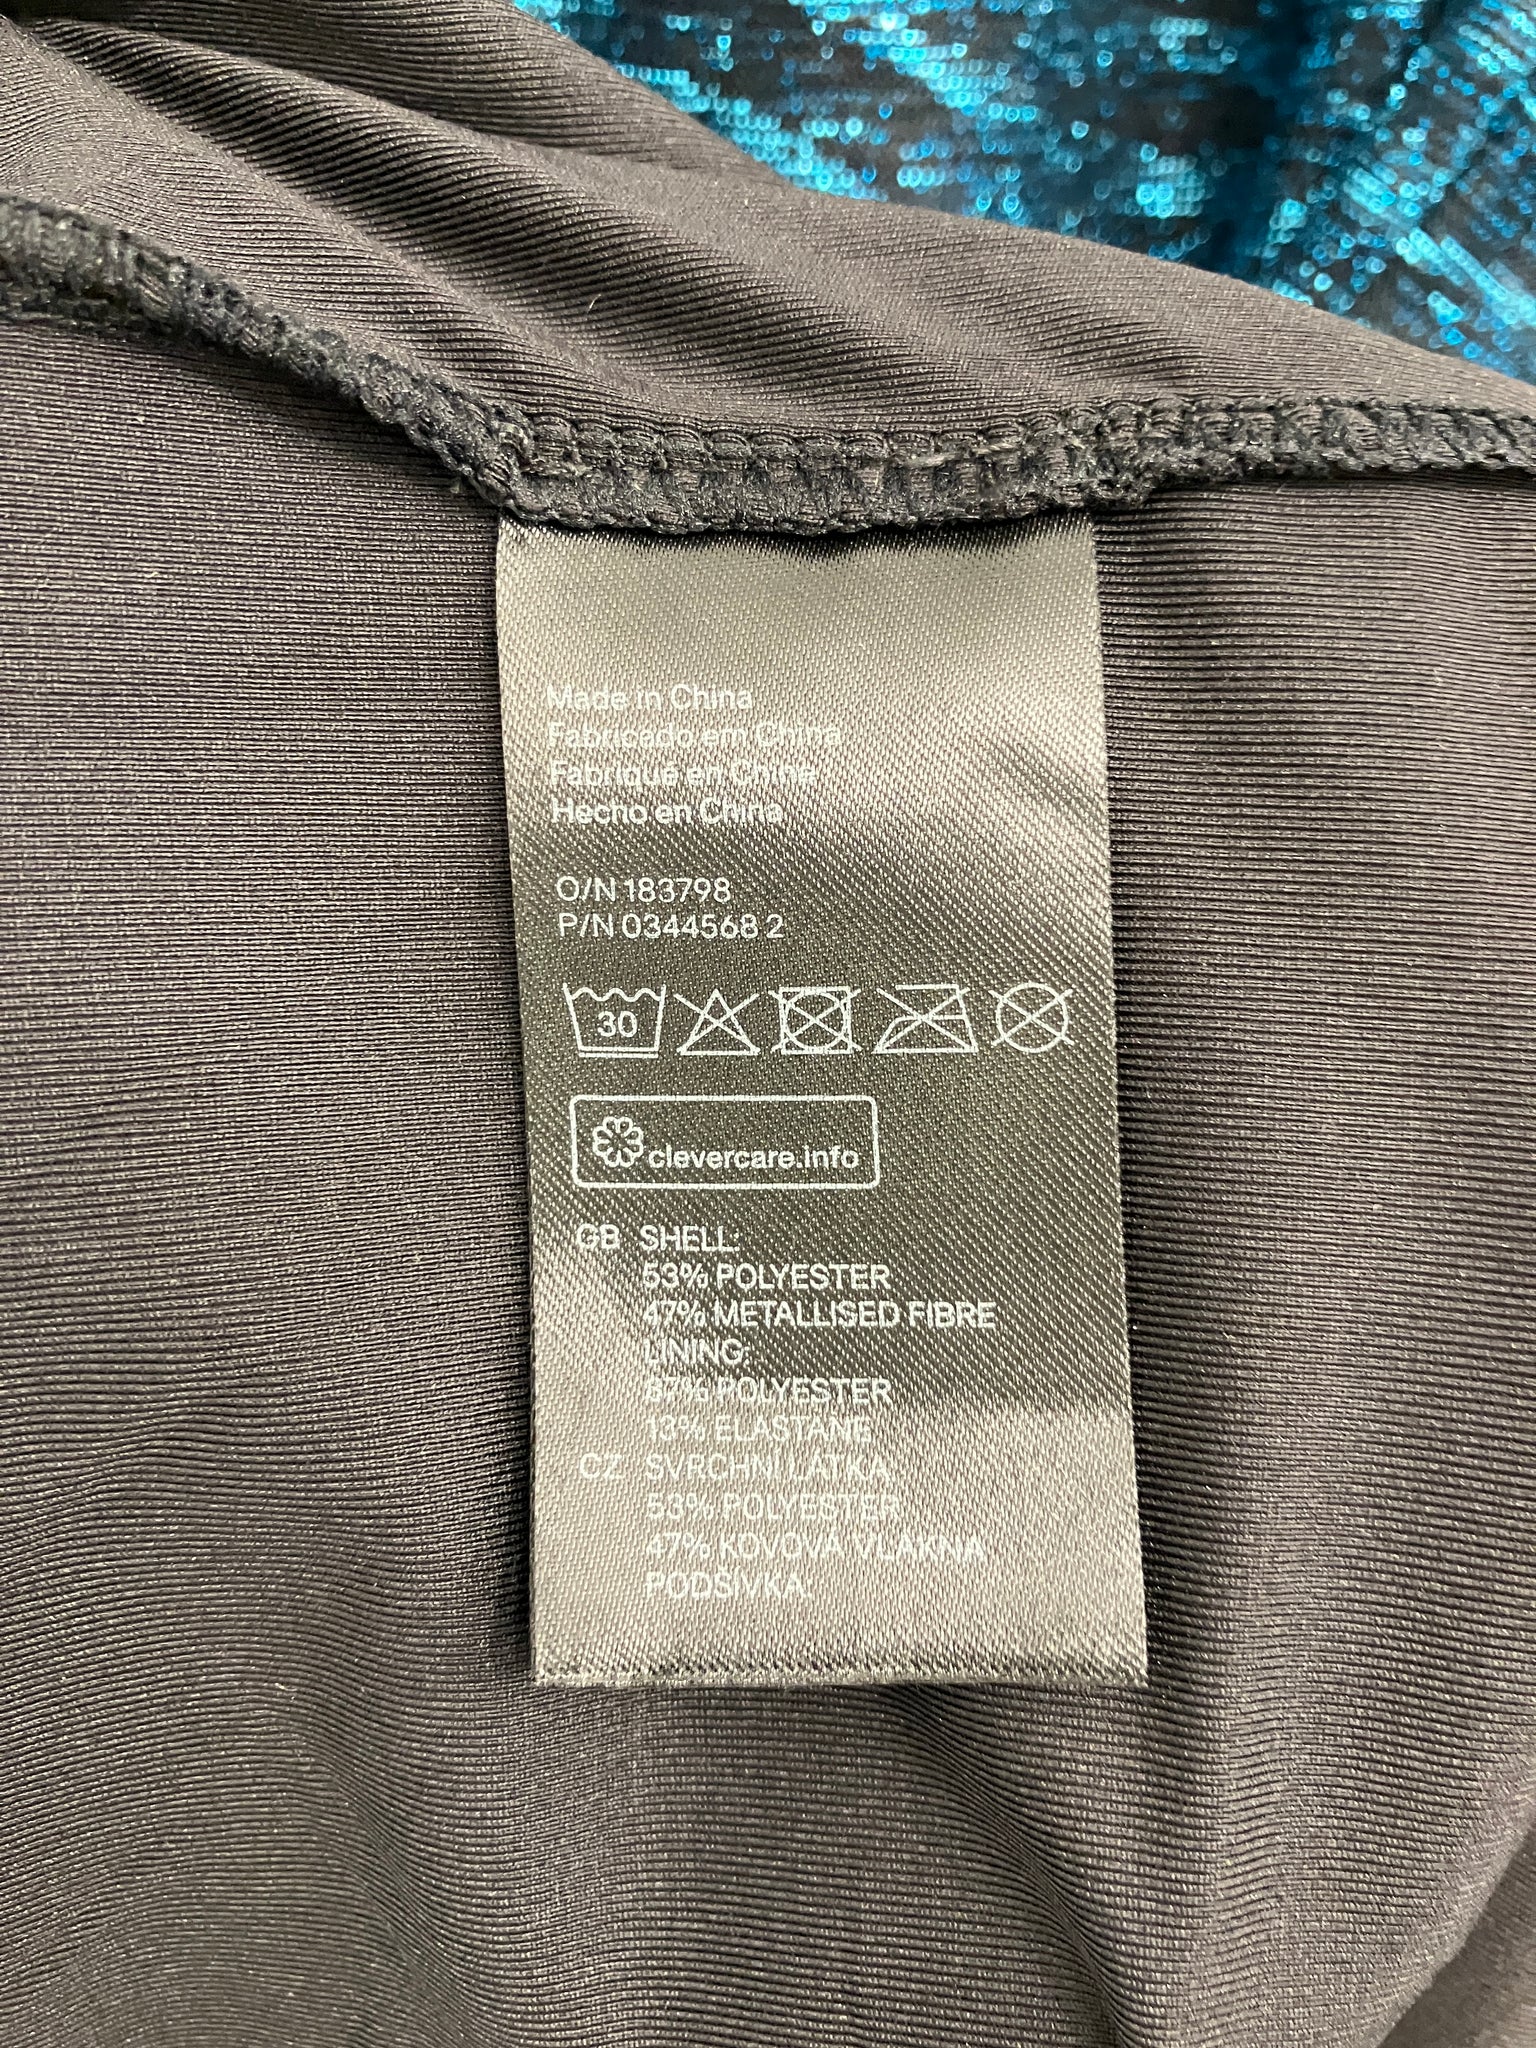 Made in China
Fabricado em China
Fabriqué en Chine
Hecho en China
O/N 183798
P/N 0344568 2
30
clevercare.info
GB SHELL:
53% POLYESTER
47% METALLISED FIBRE
LINING:
87% POLYESTER
13% ELASTANE
CZ SVRCHNÍ LÁTKA:
53% POLYESTER
47% KOVOVÁ VLÁKNA
PODŠÍVKA: